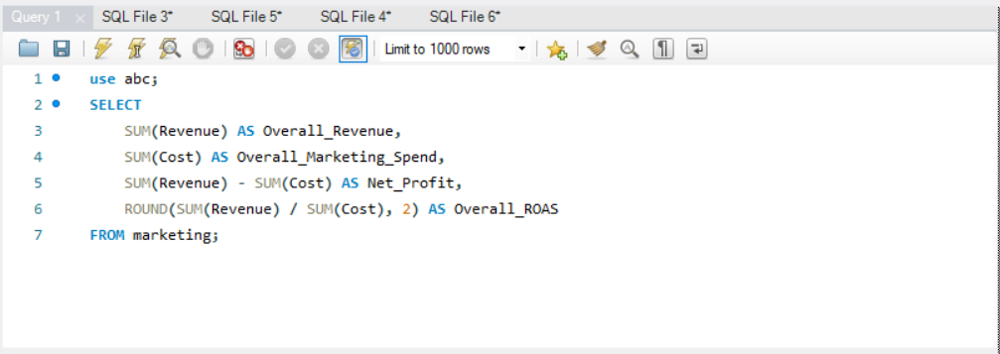 Query 1 SQL File 3* SQL File 5* SQL File 4* SQL File 6*
Limit to 1000 rows
1 use abc;
2 SELECT
3 SUM(Revenue) AS Overall_Revenue,
4 SUM(Cost) AS Overall_Marketing_Spend,
5 SUM(Revenue) - SUM(Cost) AS Net_Profit,
6 ROUND(SUM(Revenue) / SUM(Cost), 2) AS Overall_ROAS
7 FROM marketing;